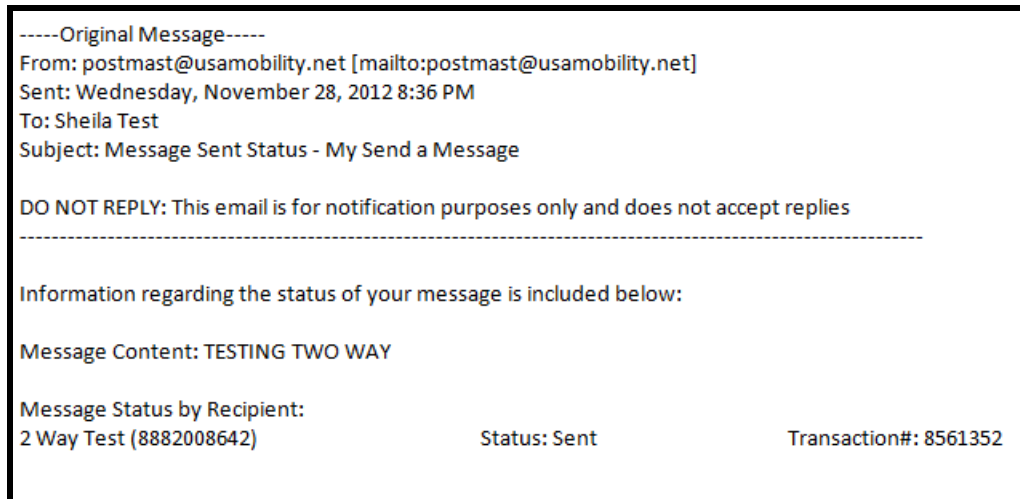 -----Original Message-----
From: postmast@usamobility.net [mailto:postmast@usamobility.net]
Sent: Wednesday, November 28, 2012 8:36 PM
To: Sheila Test
Subject: Message Sent Status - My Send a Message
DO NOT REPLY: This email is for notification purposes only and does not accept replies
-----------------------------------------------------------------------------------------------------------------
Information regarding the status of your message is included below:
Message Content: TESTING TWO WAY
Message Status by Recipient:
2 Way Test (8882008642) Status: Sent Transaction#: 8561352